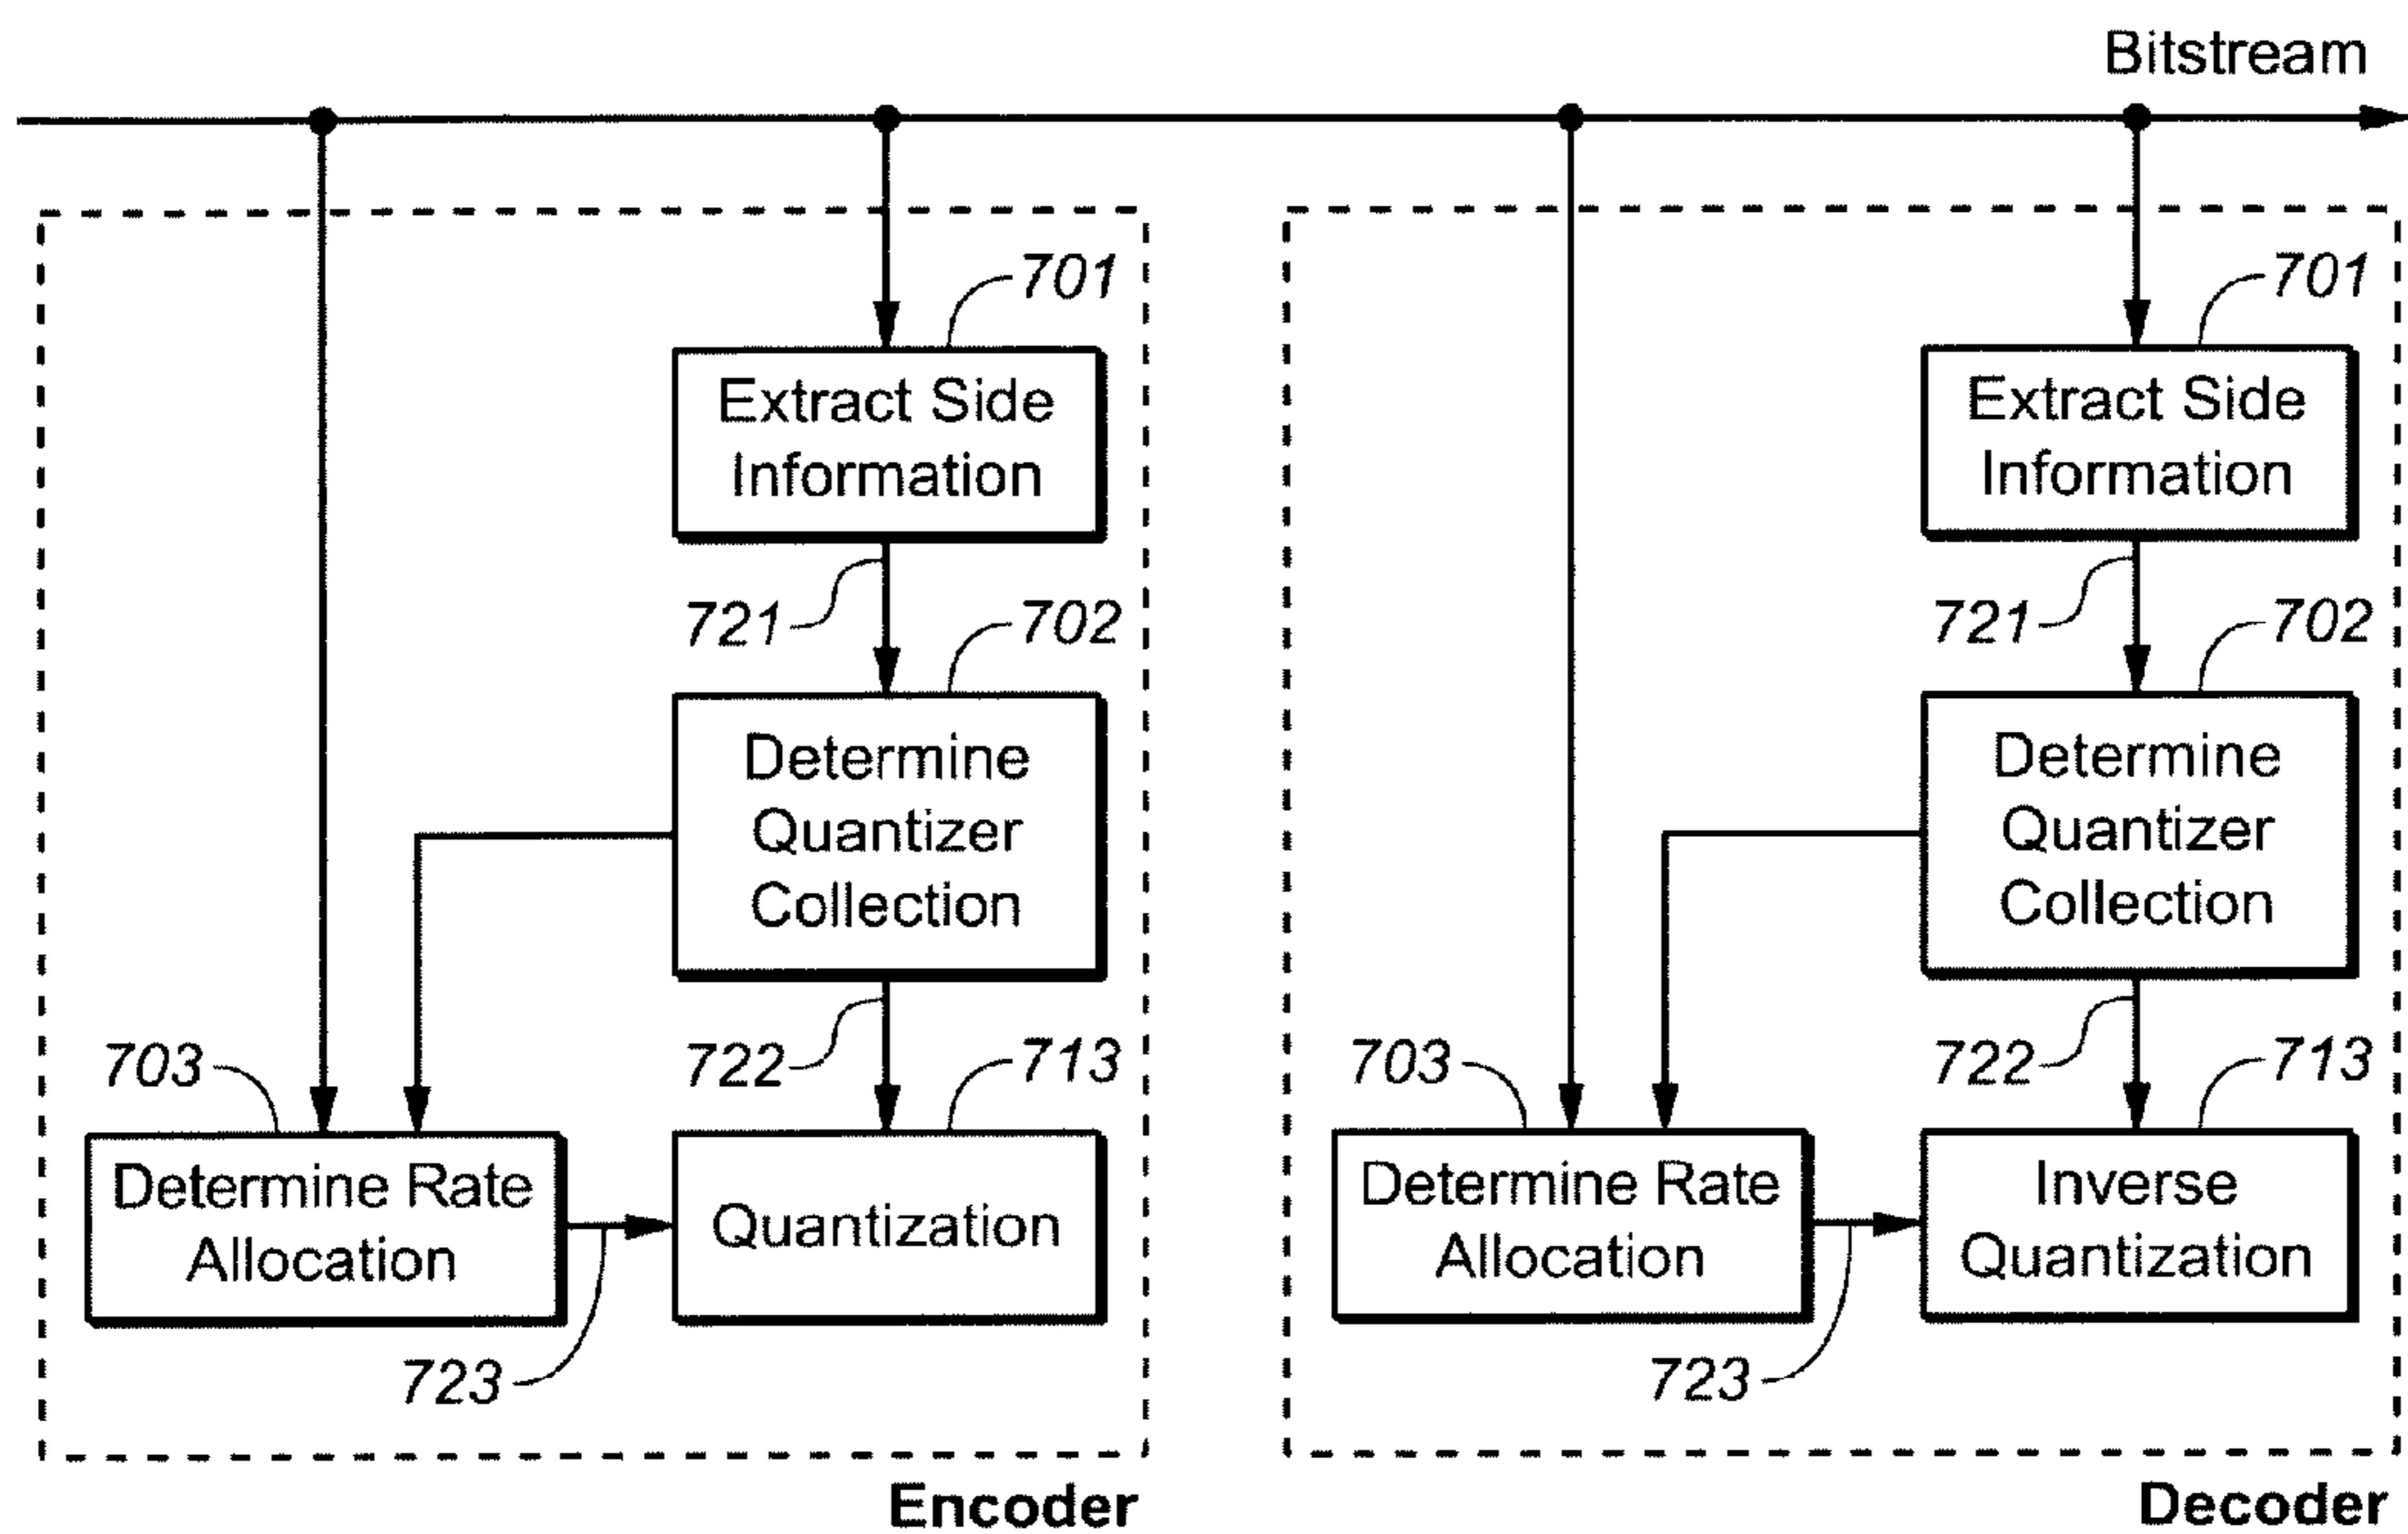 Bitstream
701
Extract Side
Information
721
702
Determine
Quantizer
Collection
722
703
713
Determine Rate
Allocation
Quantization
723
Encoder
701
Extract Side
Information
721
702
Determine
Quantizer
Collection
722
703
713
Determine Rate
Allocation
Inverse
Quantization
723
Decoder